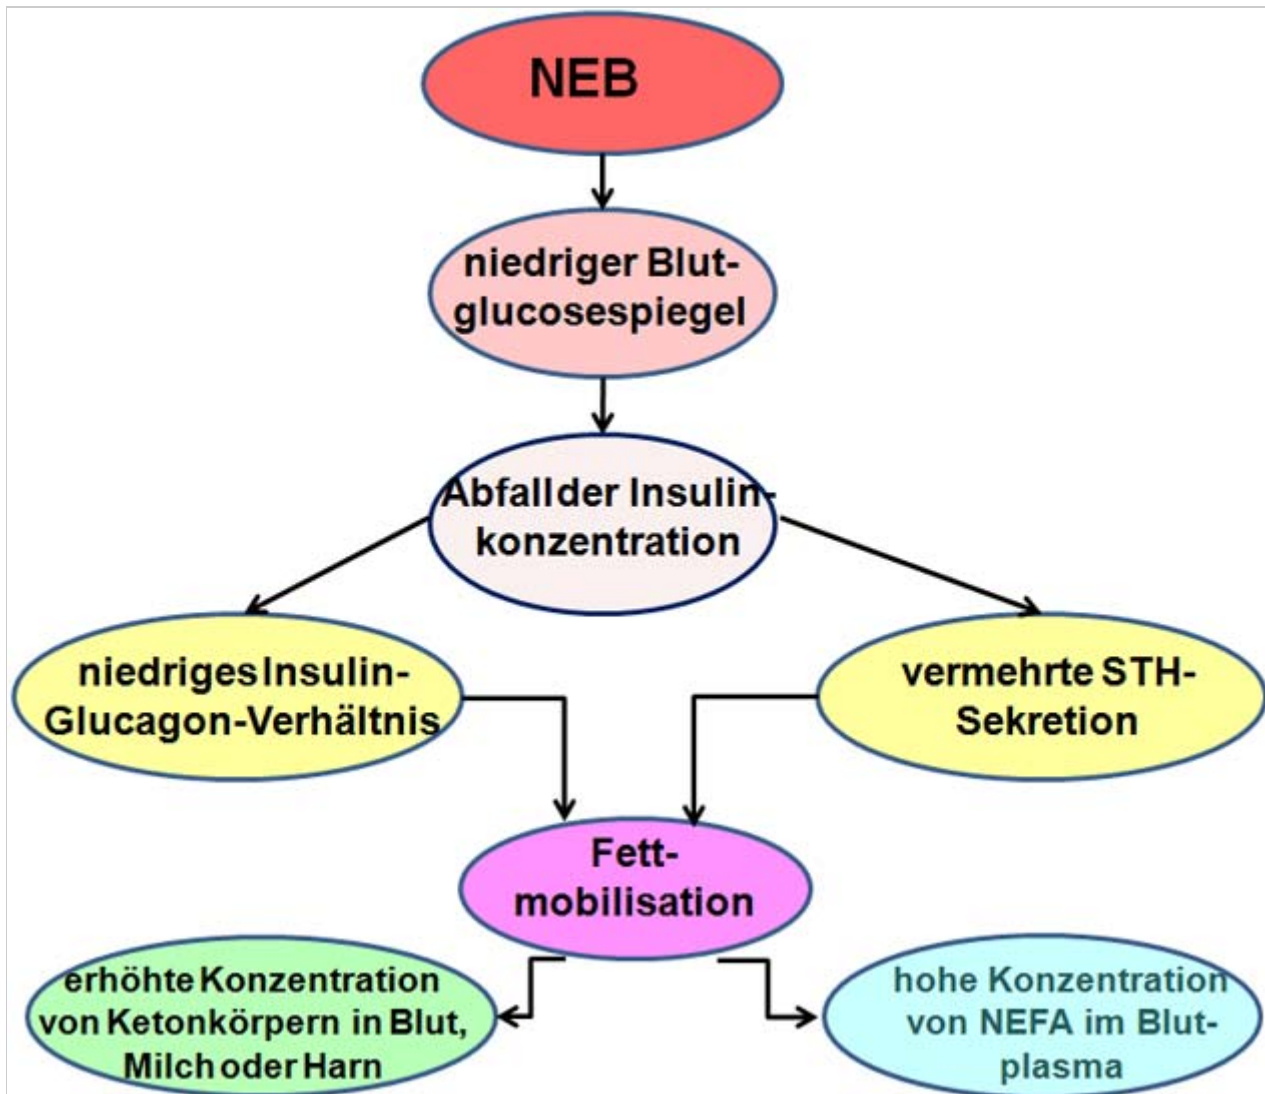 NEB
niedriger Blut-
glucosespiegel
Abfall der Insulin-
konzentration
niedriges Insulin-
Glucagon-Verhältnis
vermehrte STH-
Sekretion
Fett-
mobilisation
erhöhte Konzentration
von Ketonkörpern in Blut,
Milch oder Harn
hohe Konzentration
von NEFA im Blut-
plasma